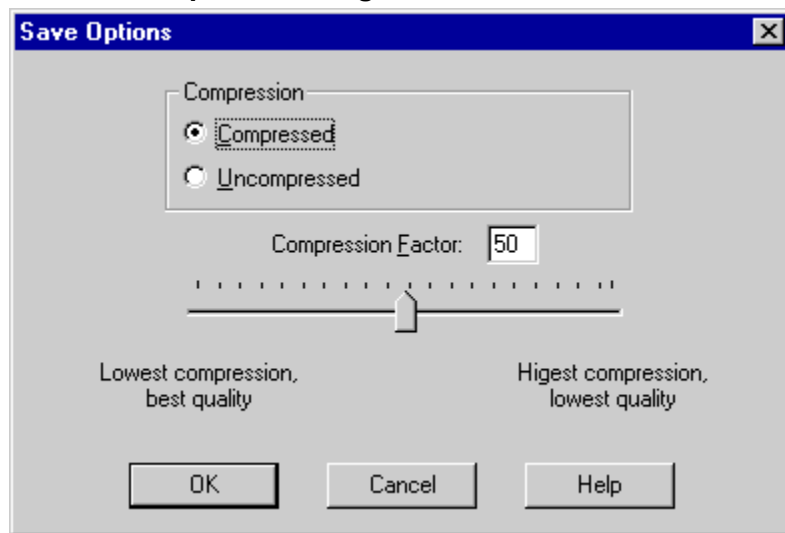 Save Options
Compression
Compressed
Uncompressed
Compression Factor: 50
Lowest compression,
best quality
Higest compression,
lowest quality
OK Cancel Help